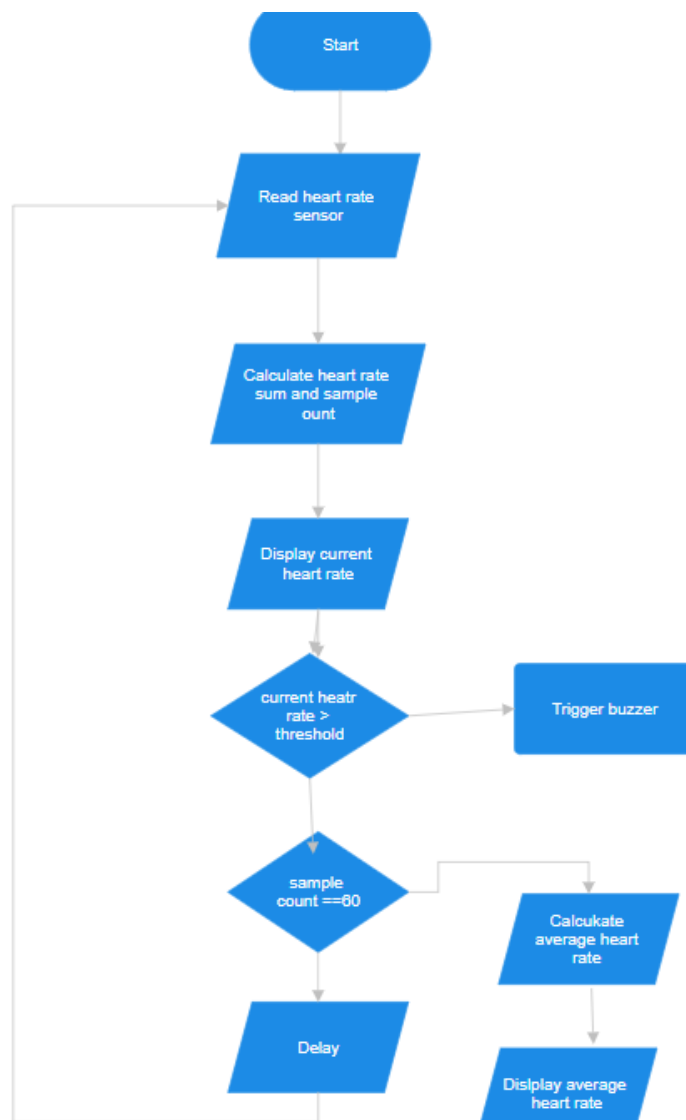 Start
Read heart rate
sensor
Calculate heart rate
sum and sample
ount
Display current
heart rate
current heatr
rate >
threshold
Trigger buzzer
sample
count ==60
Calcukate
average heart
rate
Delay
Dislplay average
heart rate